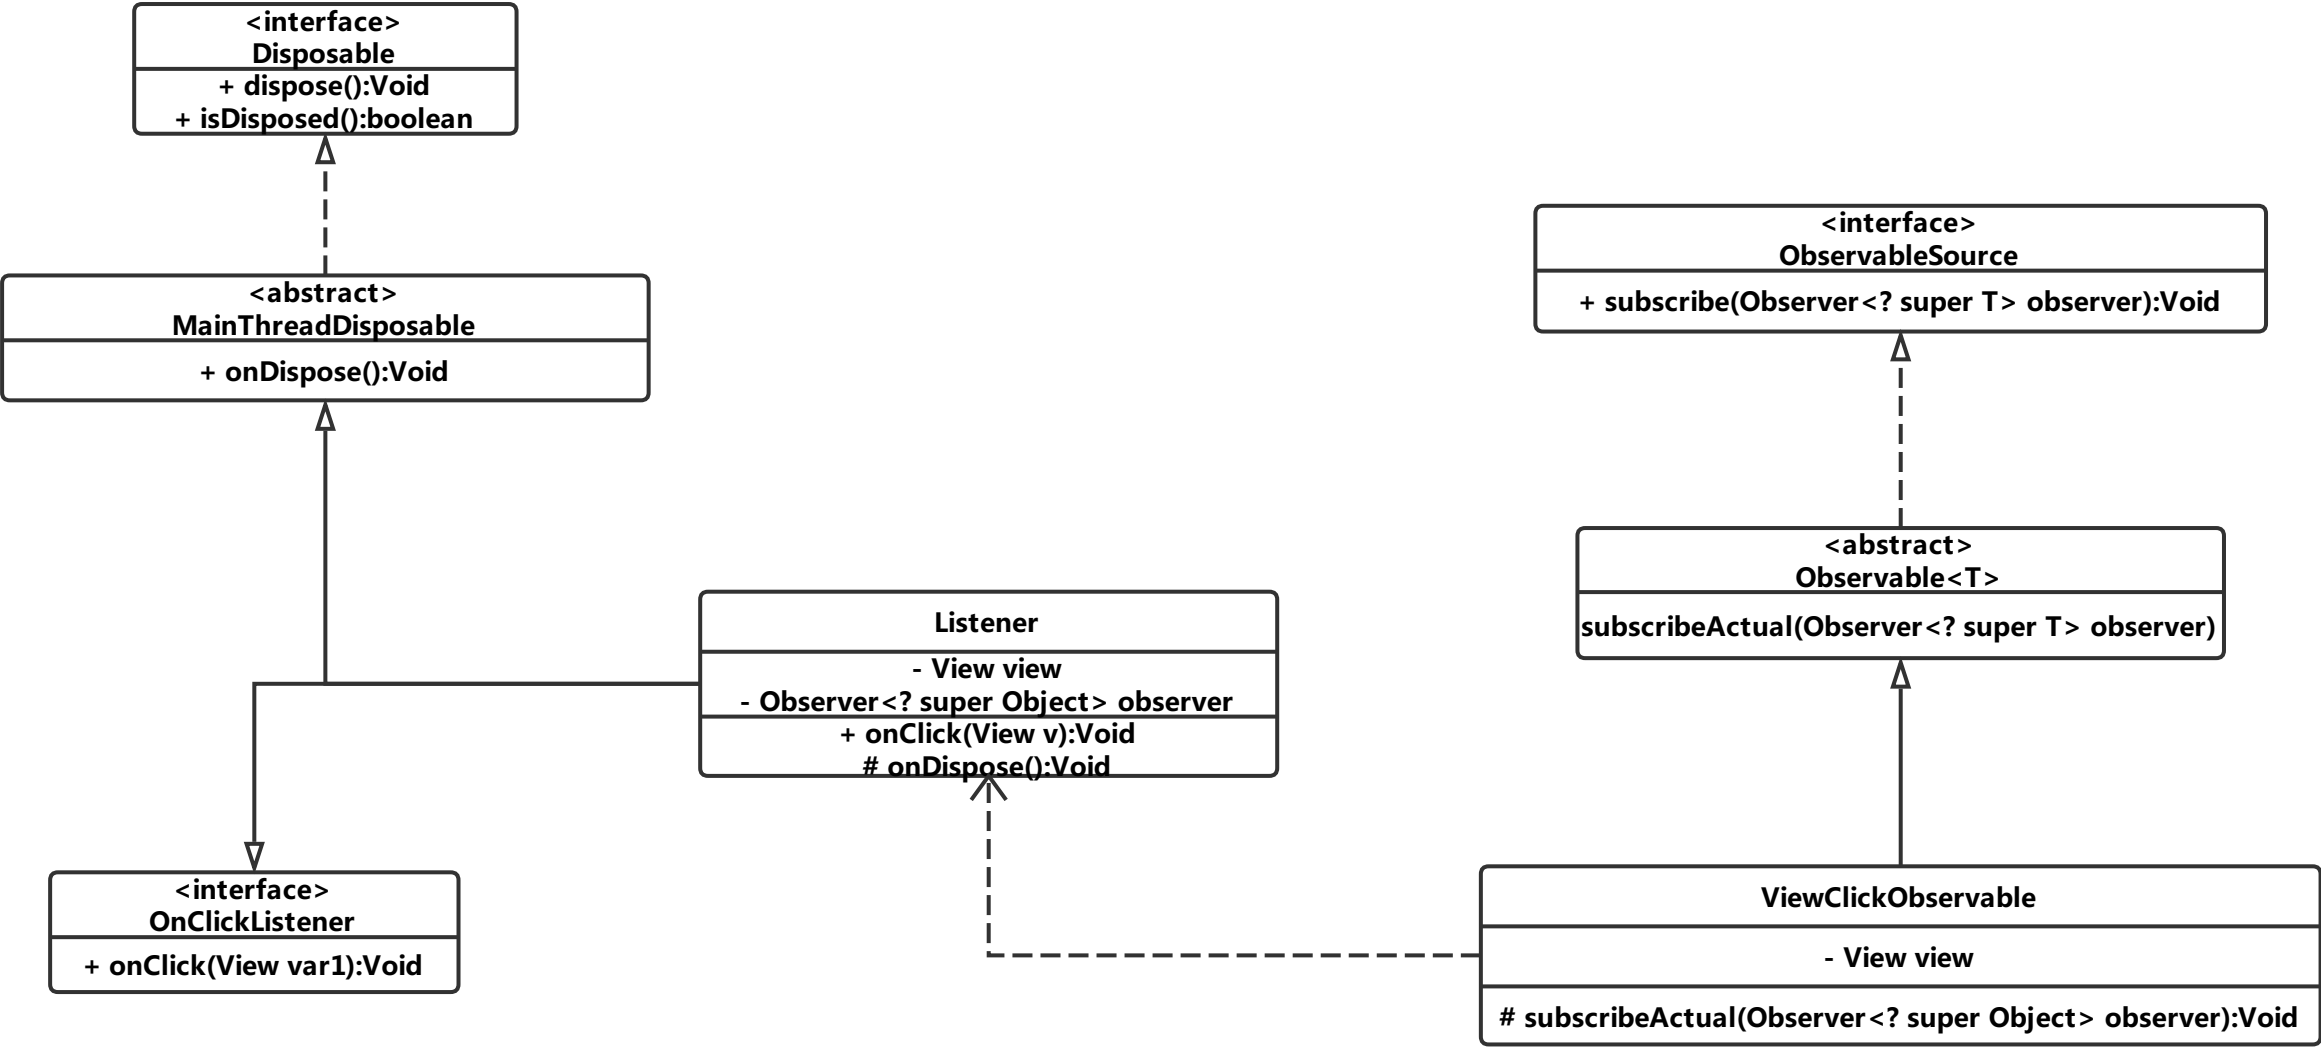 <interface>
Disposable
+ dispose():Void
+ isDisposed():boolean
<abstract>
MainThreadDisposable
+ onDispose():Void
<interface>
ObservableSource
+ subscribe(Observer<? super T> observer):Void
<abstract>
Observable<T>
subscribeActual(Observer<? super T> observer)
Listener
- View view
- Observer<? super Object> observer
+ onClick(View v):Void
# onDispose():Void
<interface>
OnClickListener
+ onClick(View var1):Void
ViewClickObservable
- View view
# subscribeActual(Observer<? super Object> observer):Void